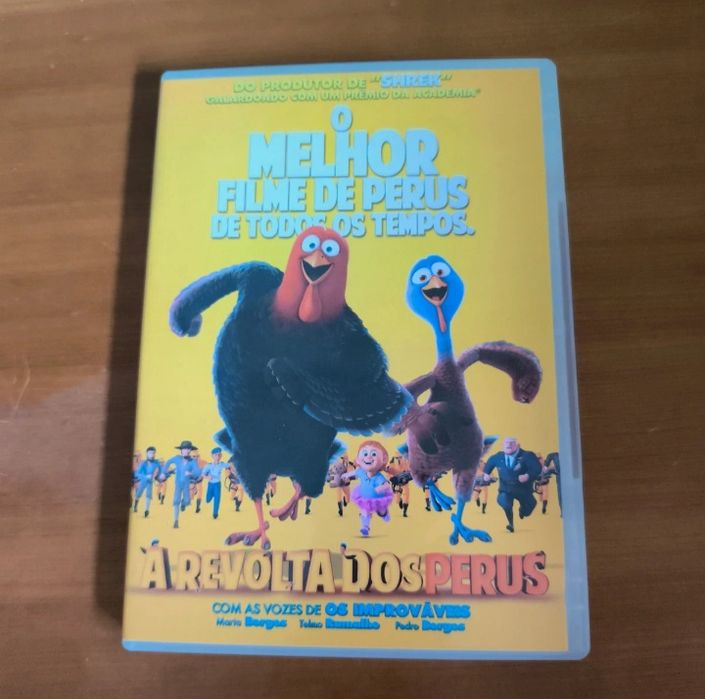 DO PRODUTOR DE "SHREK"
GALARDOADO COM UM PRÉMIO DA ACADEMIA®
O
MELHOR
FILME DE PERUS
DE TODOS OS TEMPOS.
A REVOLTA DOS PERUS
COM AS VOZES DE OS IMPROVÁVEIS
Marta Borges Telmo Ramalho Pedro Borges